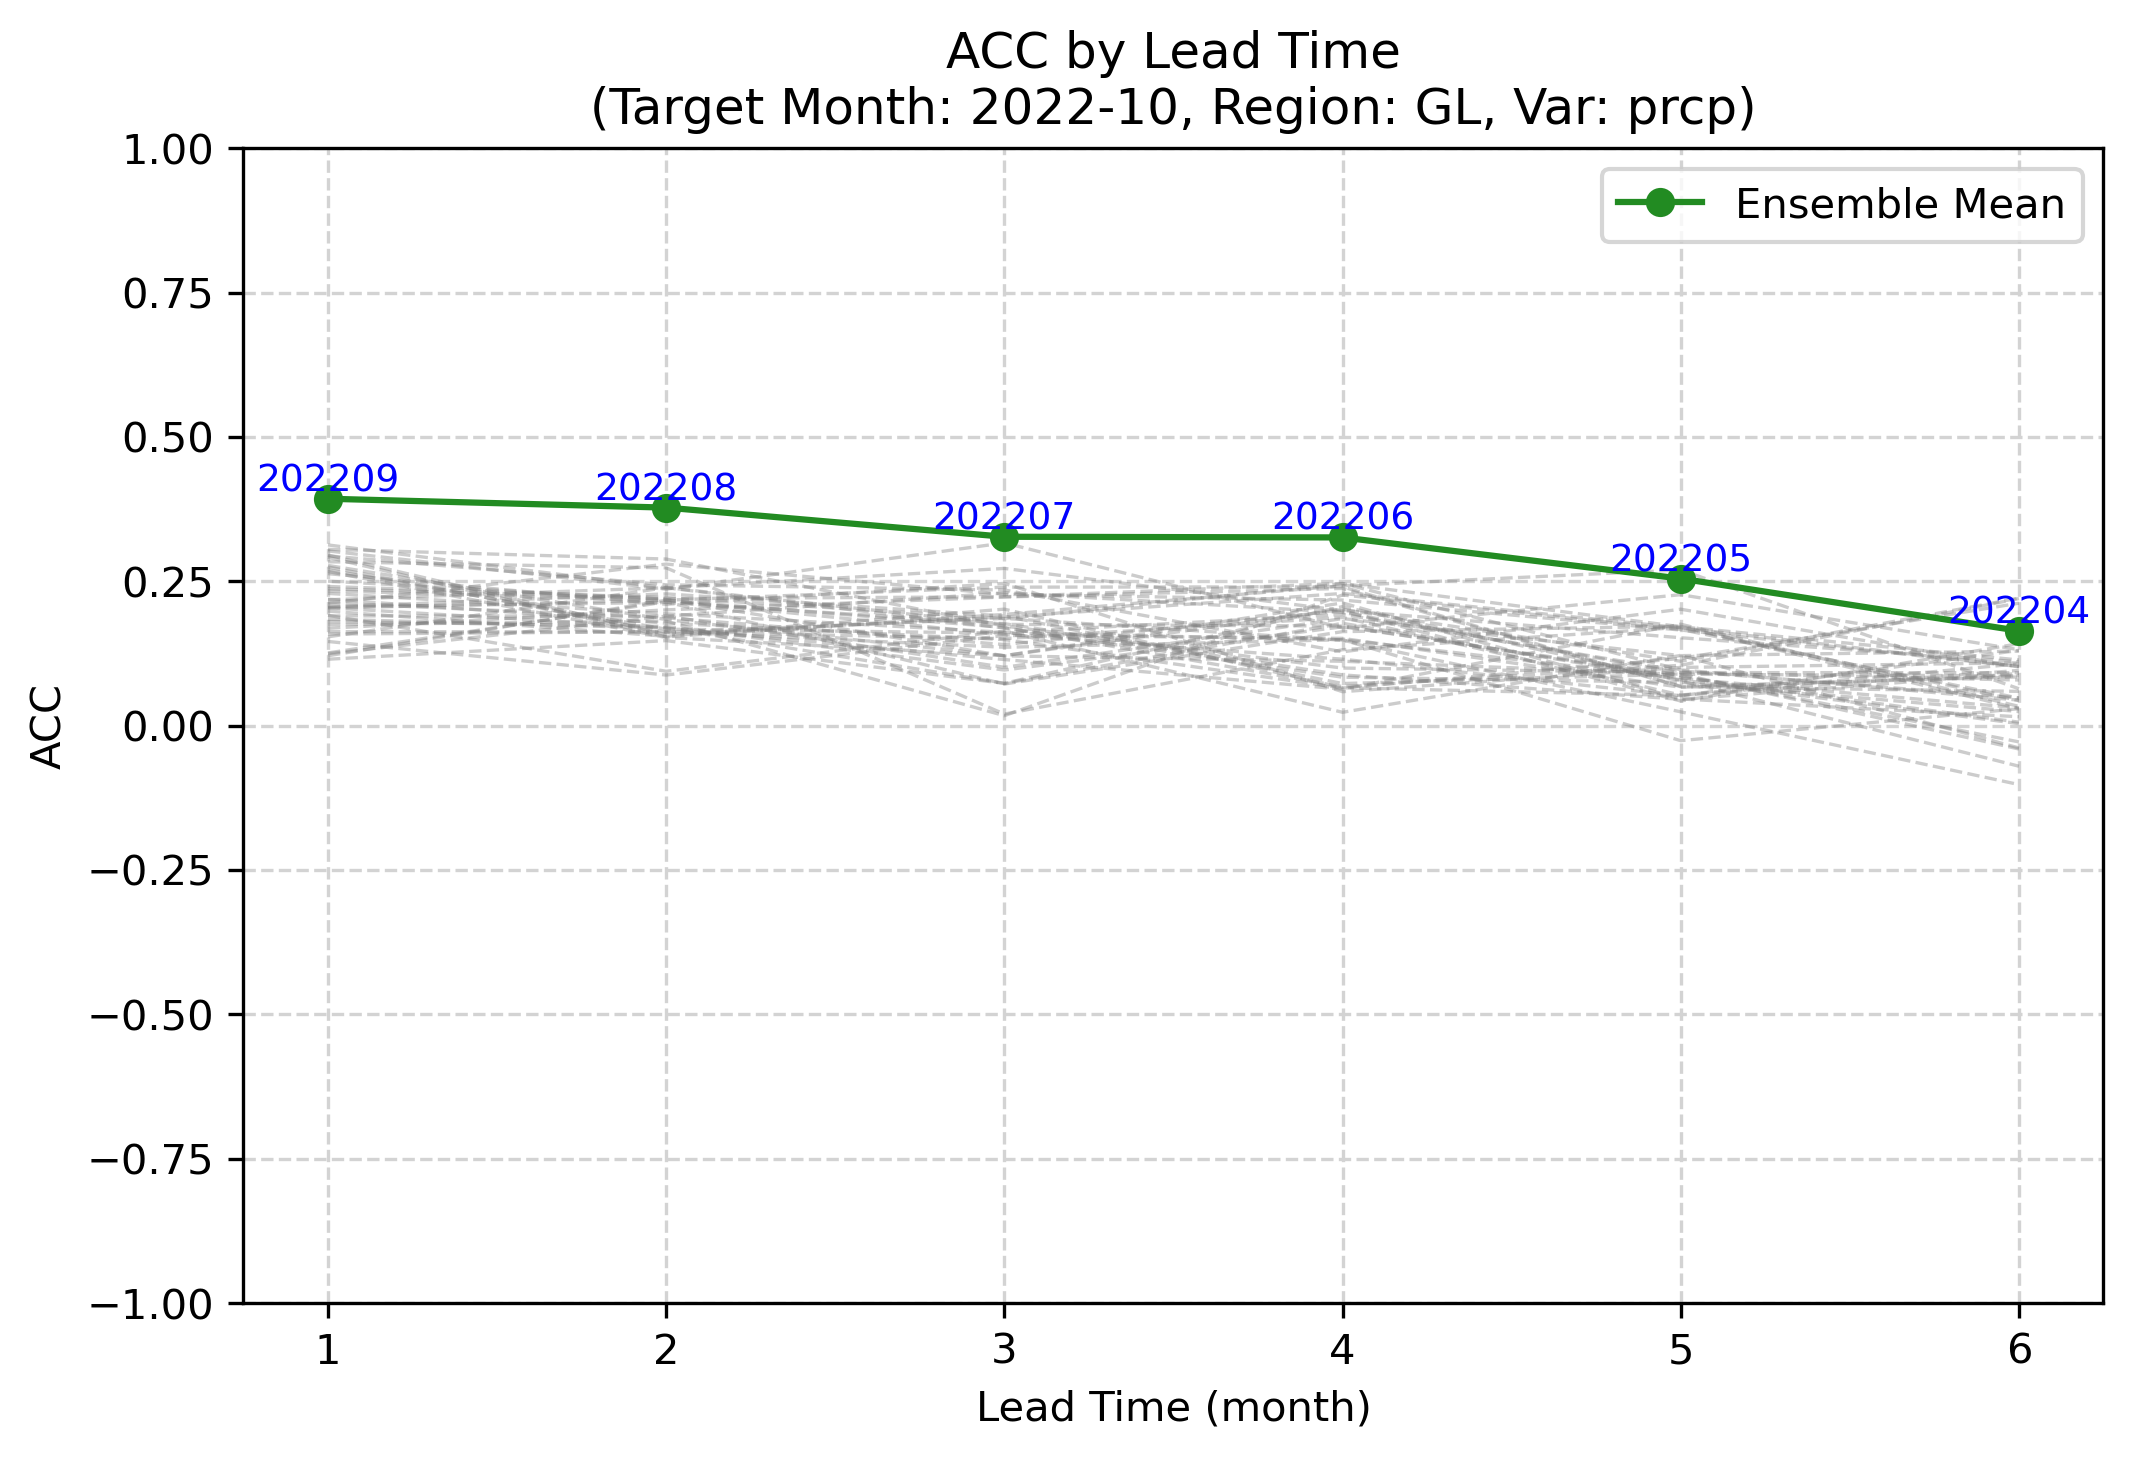 ACC by Lead Time
(Target Month: 2022-10, Region: GL, Var: prcp)
1.00
0.75
0.50
0.25
0.00
−0.25
−0.50
−0.75
−1.00
ACC
Ensemble Mean
202209
202208
202207
202206
202205
202204
1 2 3 4 5 6
Lead Time (month)